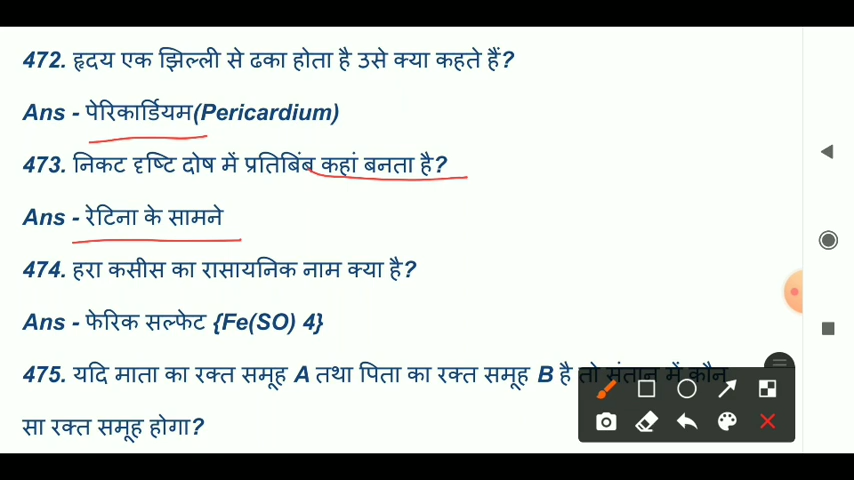 472. हृदय एक झिल्ली से ढका होता है उसे क्या कहते हैं?
Ans - पेरिकार्डियम(Pericardium)
473. निकट दृष्टि दोष में प्रतिबिंब कहां बनता है?
Ans - रेटिना के सामने
474. हरा कसीस का रासायनिक नाम क्या है?
Ans - फेरिक सल्फेट {Fe(SO) 4}
475. यदि माता का रक्त समूह A तथा पिता का रक्त समूह B है तो संतान में कौन
सा रक्त समूह होगा?